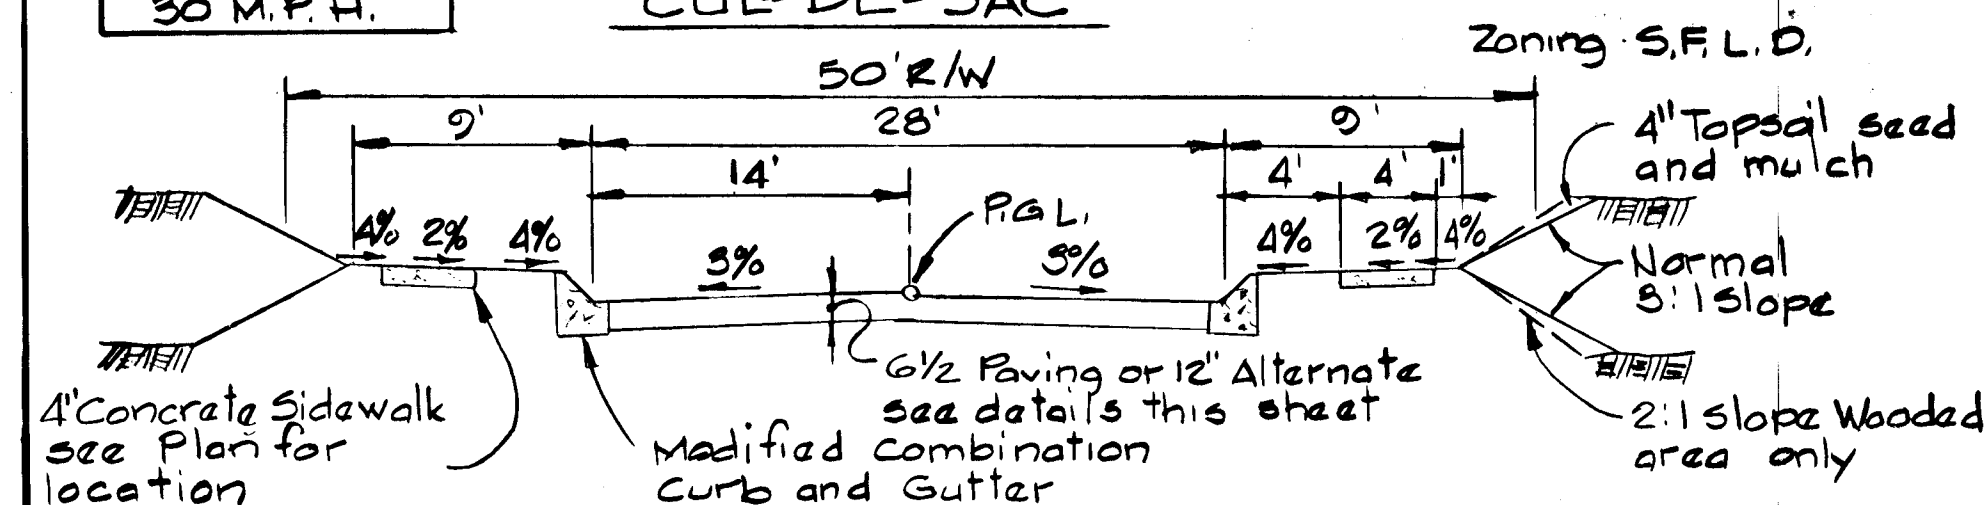 30 M.P.H.
CUL-DE-SAC
Zoning S.F.L.D.
50' R/W
9'
28'
9'
14'
4'
4'
1'
4" Topsoil seed
and mulch
P.G.L.
4%
2%
4%
3%
3%
4%
2%
4%
Normal
3:1 Slope
6½ Paving or 12" Alternate
see details this sheet
4" Concrete Sidewalk
see Plan for
location
Modified Combination
Curb and Gutter
2:1 Slope Wooded
area only